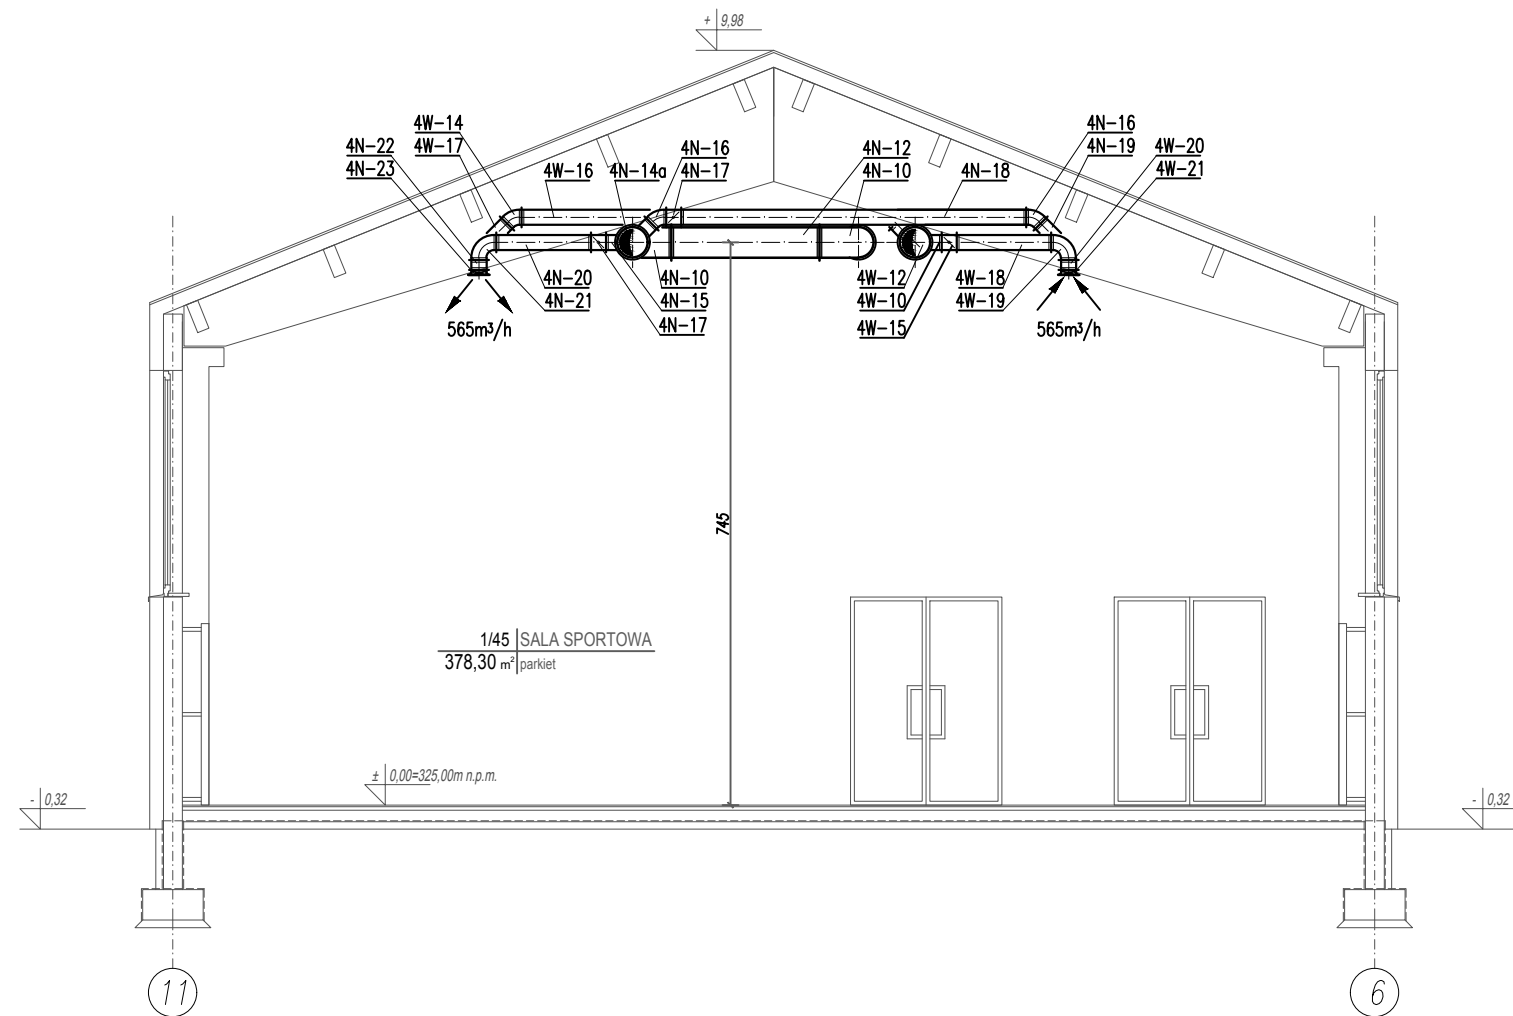 + 9,98
4W-14
4W-17
4N-22
4N-23
4W-16
4N-14a
4N-16
4N-17
4N-12
4N-10
4N-18
4N-16
4N-19
4W-20
4W-21
4N-20
4N-21
4N-10
4N-15
4N-17
4W-12
4W-10
4W-15
4W-18
4W-19
565m³/h
565m³/h
745
1/45 SALA SPORTOWA
378,30 m² parkiet
± 0,00=325,00m n.p.m.
- 0,32
- 0,32
11
6